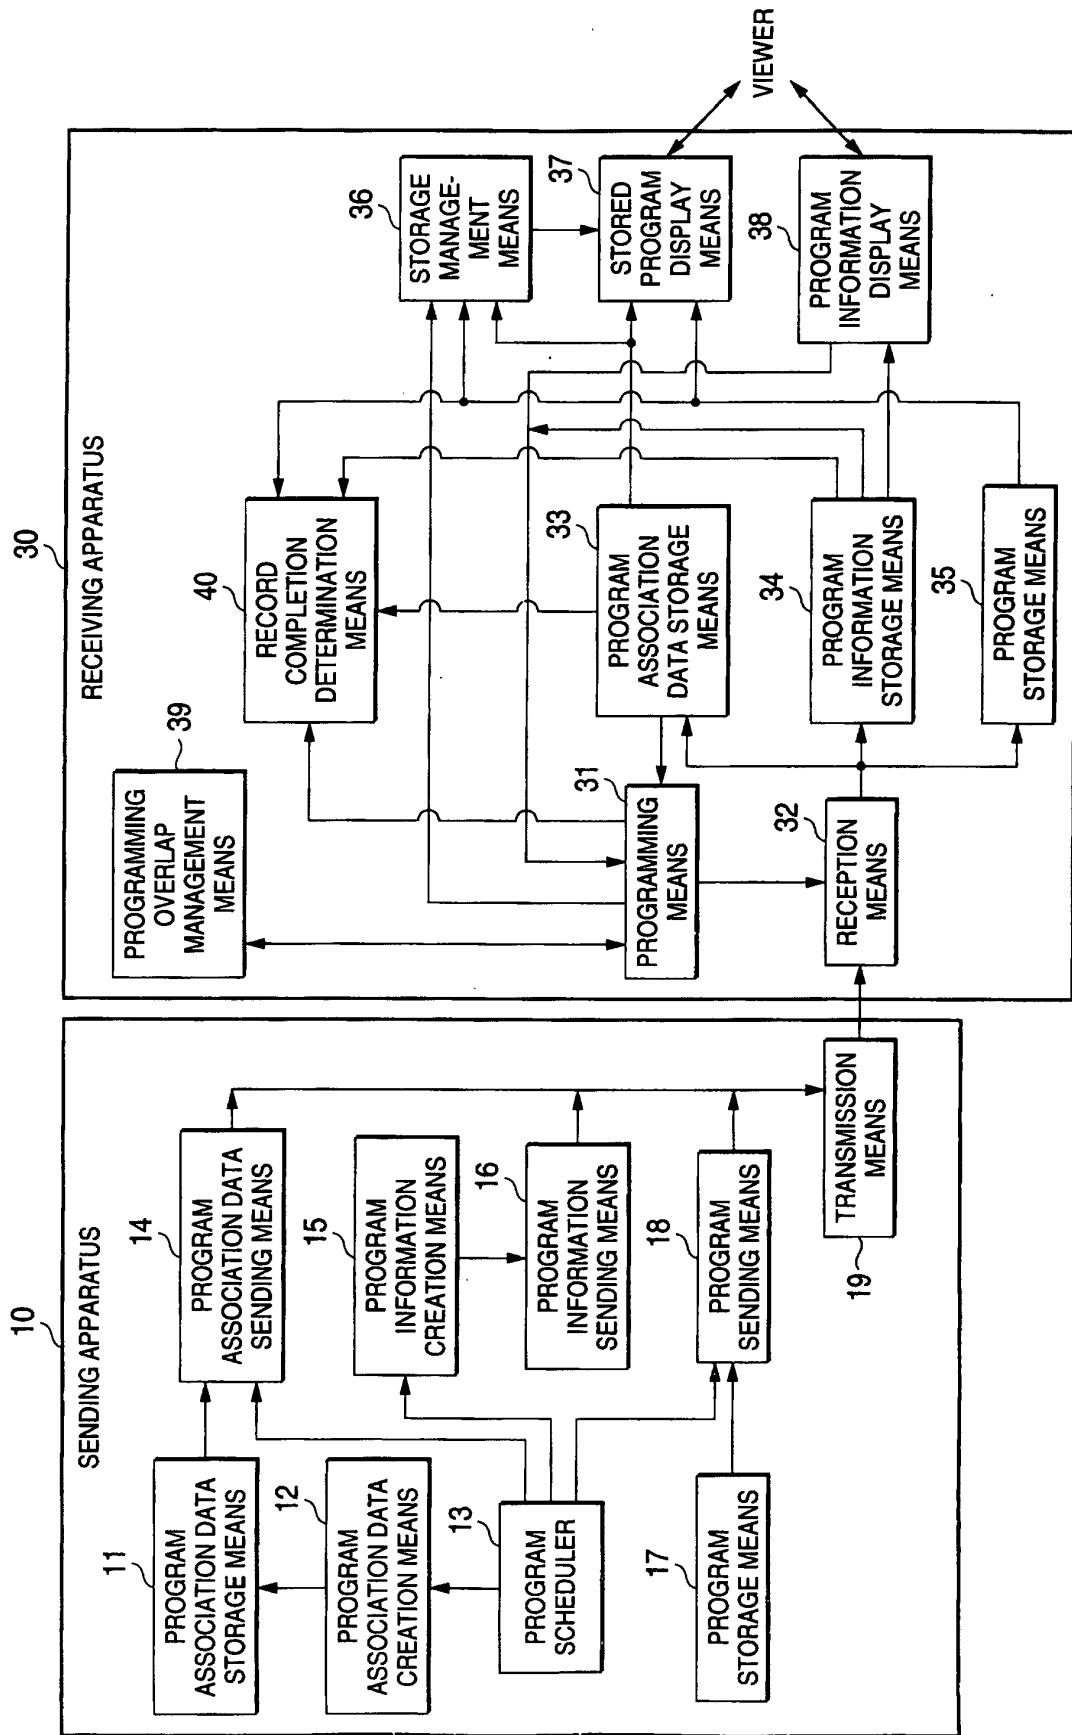 10
SENDING APPARATUS
11
PROGRAM
ASSOCIATION DATA
STORAGE MEANS
12
PROGRAM
ASSOCIATION DATA
CREATION MEANS
13
PROGRAM
SCHEDULER
17
PROGRAM
STORAGE MEANS
14
PROGRAM
ASSOCIATION DATA
SENDING MEANS
15
PROGRAM
INFORMATION
CREATION MEANS
16
PROGRAM
INFORMATION
SENDING MEANS
18
PROGRAM
SENDING MEANS
19
TRANSMISSION
MEANS
30
RECEIVING APPARATUS
39
PROGRAMMING
OVERLAP
MANAGEMENT
MEANS
31
PROGRAMMING
MEANS
32
RECEPTION
MEANS
40
RECORD
COMPLETION
DETERMINATION
MEANS
33
PROGRAM
ASSOCIATION
DATA STORAGE
MEANS
34
PROGRAM
INFORMATION
STORAGE MEANS
35
PROGRAM
STORAGE MEANS
36
STORAGE
MANAGE-
MENT
MEANS
37
STORED
PROGRAM
DISPLAY
MEANS
38
PROGRAM
INFORMATION
DISPLAY
MEANS
VIEWER